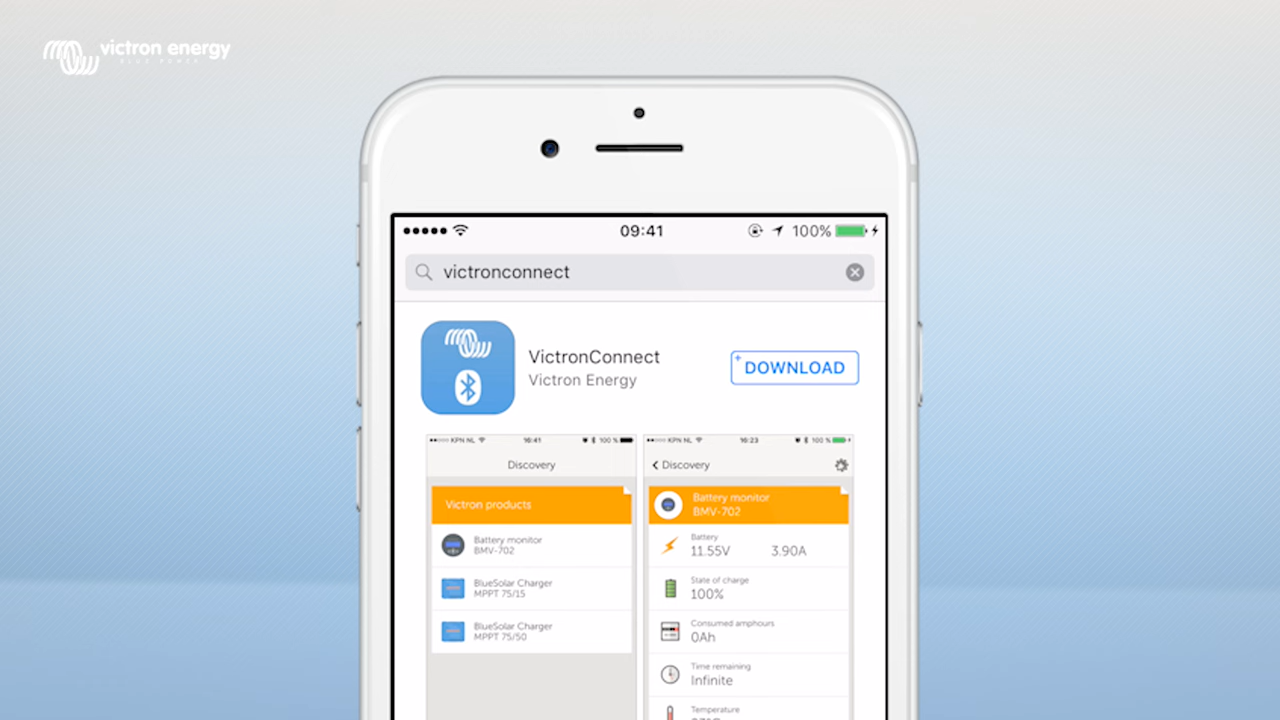 victron energy
BLUE POWER
09:41
100%
victronconnect
VictronConnect
Victron Energy
+DOWNLOAD
KPN NL
16:41
100 %
Discovery
Victron products
Battery monitor
BMV-702
BlueSolar Charger
MPPT 75/15
BlueSolar Charger
MPPT 75/50
KPN NL
16:23
100 %
Discovery
Battery monitor
BMV-702
Battery
11.55V 3.90A
State of charge
100%
Consumed amphours
0Ah
Time remaining
Infinite
Temperature